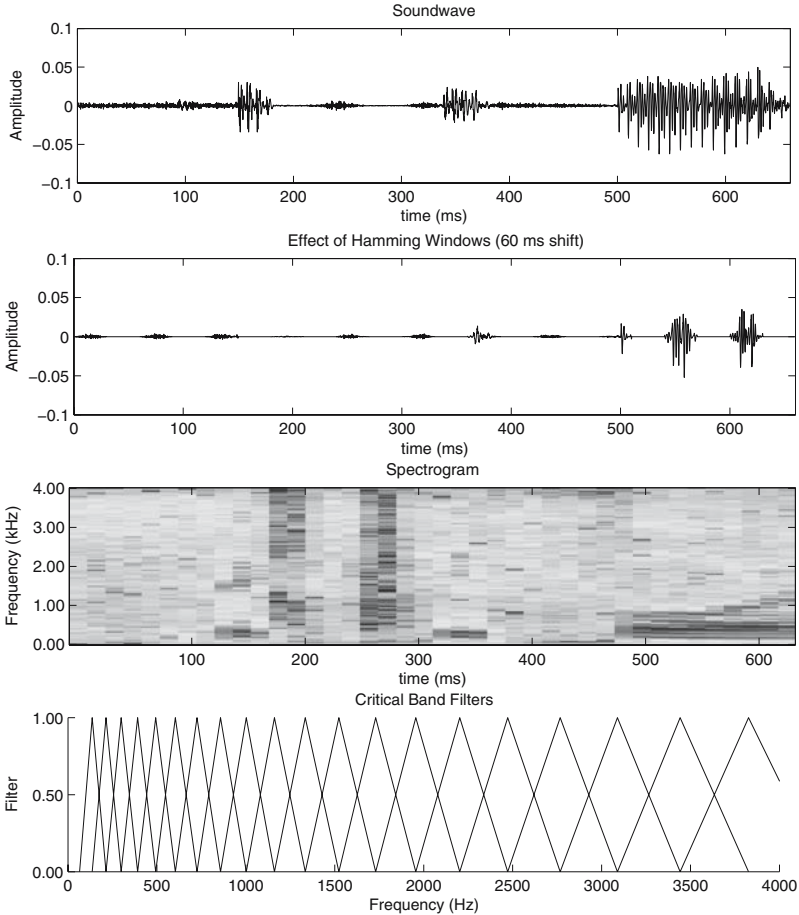 Soundwave
0.1
0.05
0
−0.05
−0.1
Amplitude
0 100 200 300 400 500 600
time (ms)
Effect of Hamming Windows (60 ms shift)
0.1
0.05
0
−0.05
−0.1
Amplitude
0 100 200 300 400 500 600
time (ms)
Spectrogram
4.00
3.00
2.00
1.00
0.00
Frequency (kHz)
100 200 300 400 500 600
time (ms)
Critical Band Filters
1.00
0.50
0.00
Filter
0 500 1000 1500 2000 2500 3000 3500 4000
Frequency (Hz)